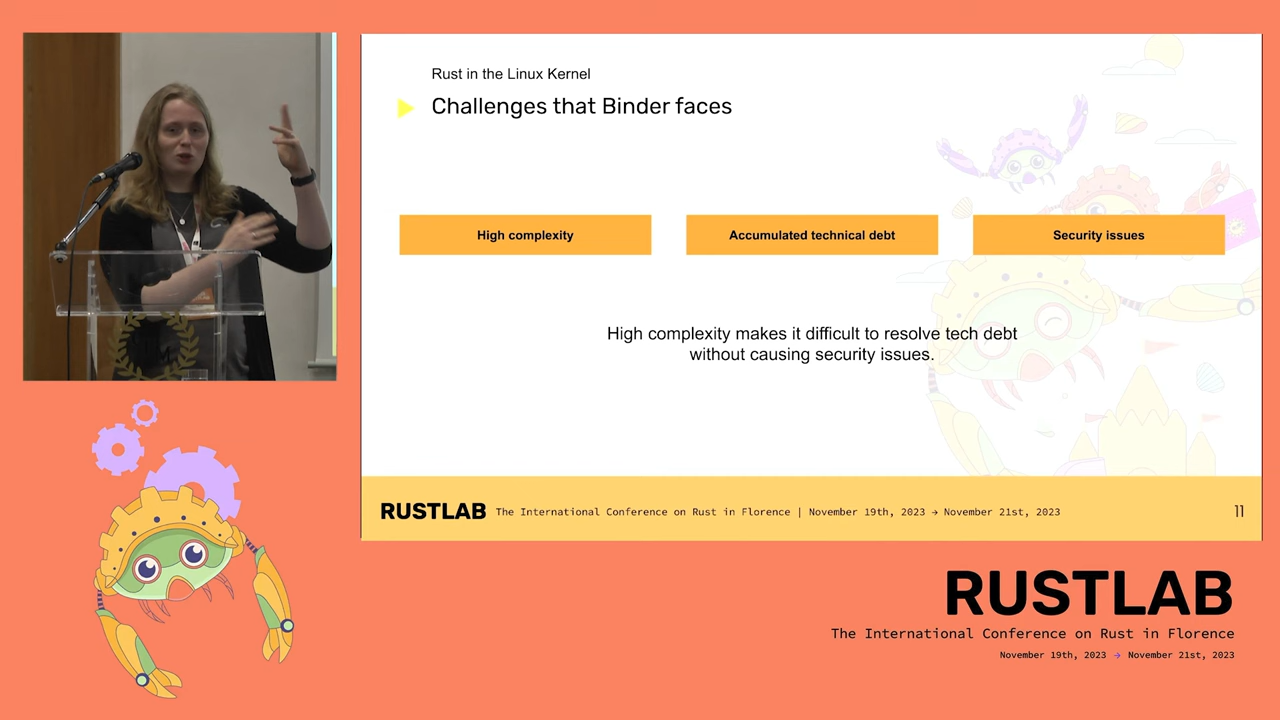 Rust in the Linux Kernel
Challenges that Binder faces
High complexity
Accumulated technical debt
Security issues
High complexity makes it difficult to resolve tech debt
without causing security issues.
RUSTLAB The International Conference on Rust in Florence | November 19th, 2023 → November 21st, 2023 11
RUSTLAB
The International Conference on Rust in Florence
November 19th, 2023 → November 21st, 2023